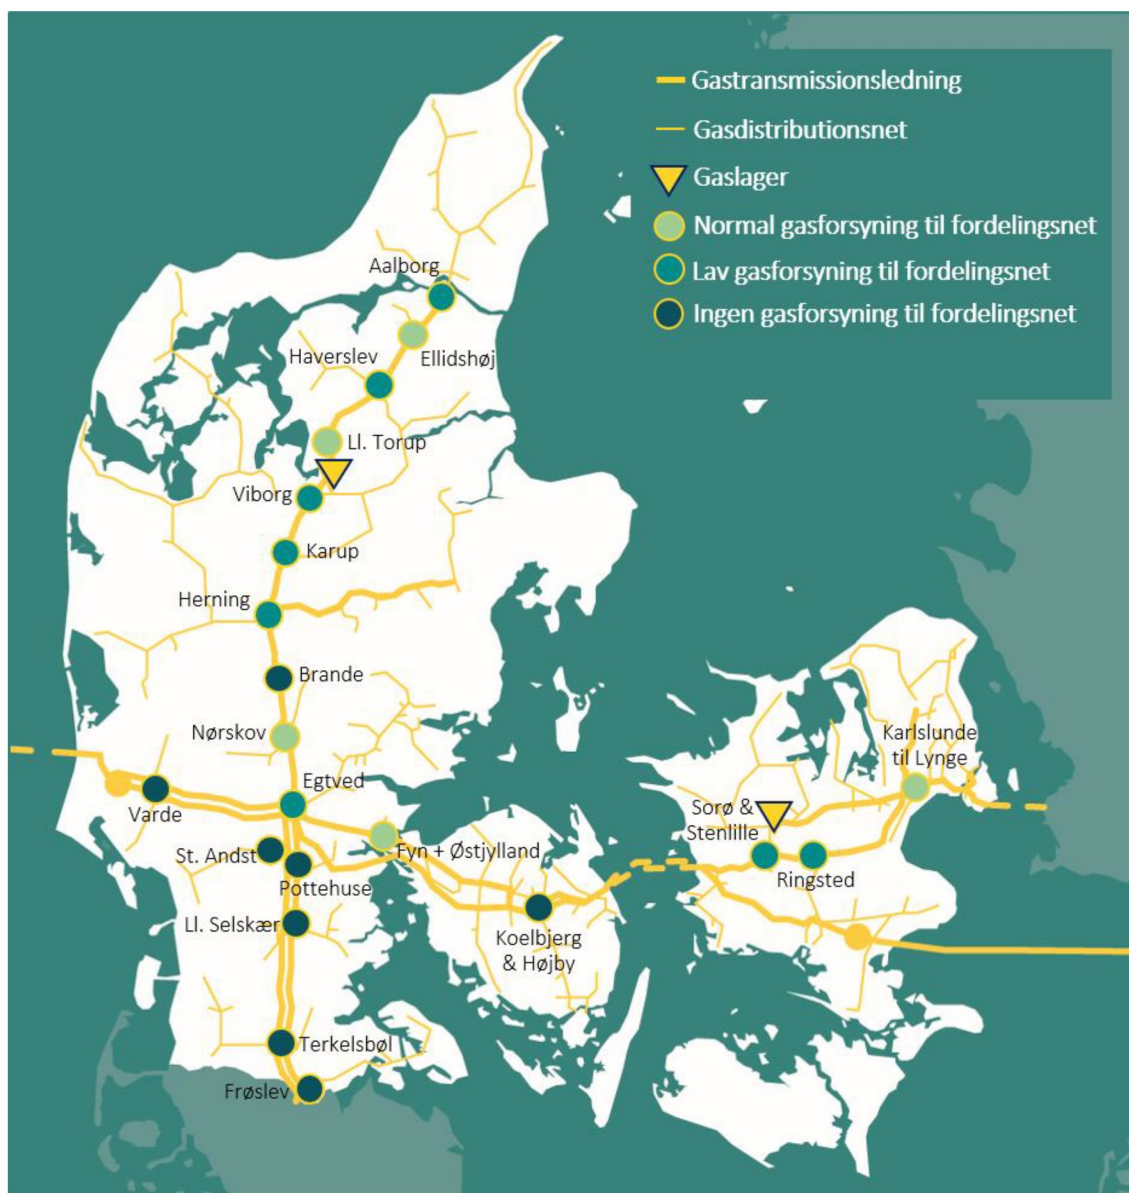 Gastransmissionsledning
Gasdistributionsnet
Gaslager
Normal gasforsyning til fordelingsnet
Lav gasforsyning til fordelingsnet
Ingen gasforsyning til fordelingsnet
Aalborg
Ellidshøj
Haverslev
Ll. Torup
Viborg
Karup
Herning
Brande
Nørskov
Egtved
Varde
St. Andst
Pottehuse
Fyn + Østjylland
Ll. Selskær
Koelbjerg
& Højby
Terkelsbøl
Frøslev
Karlslunde
til Lynge
Sorø &
Stenlille
Ringsted